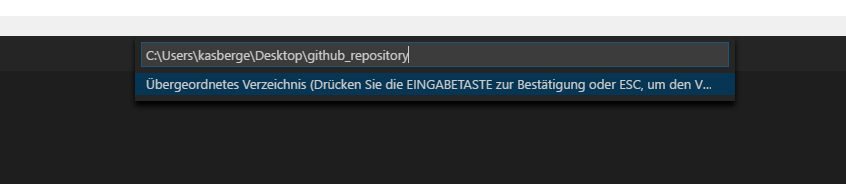 C:\Users\kasberge\Desktop\github_repository
Übergeordnetes Verzeichnis (Drücken Sie die EINGABETASTE zur Bestätigung oder ESC, um den V...